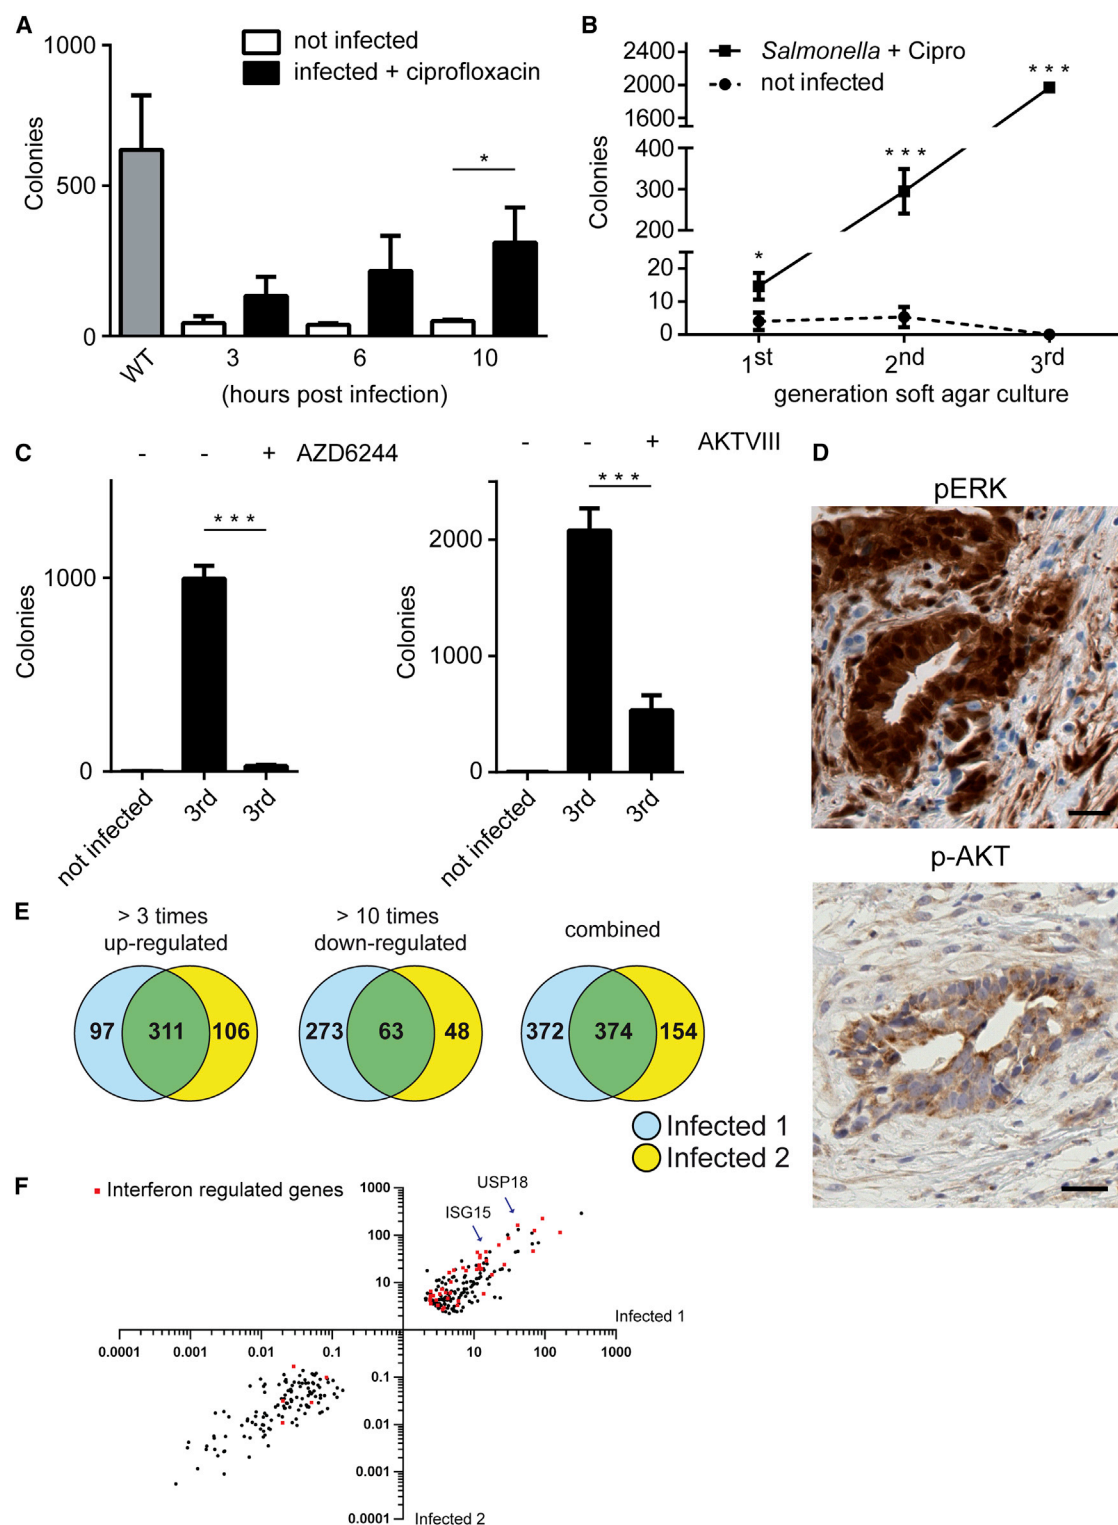 A
1000
500
0
Colonies
not infected
infected + ciprofloxacin
*
WT
3
6
10
(hours post infection)
B
2400
2000
1600
400
300
200
20
10
0
Colonies
Salmonella + Cipro
not infected
*
* * *
* * *
1st
2nd
3rd
generation soft agar culture
C
- - + AZD6244
* * *
1000
0
Colonies
not infected
3rd
3rd
- - + AKTVIII
* * *
2000
1000
0
Colonies
not infected
3rd
3rd
D
pERK
p-AKT
E
> 3 times
up-regulated
97 311 106
> 10 times
down-regulated
273 63 48
combined
372 374 154
Infected 1
Infected 2
F
Interferon regulated genes
USP18
ISG15
1000
100
10
Infected 1
0.0001 0.001 0.01 0.1 10 100 1000
0.1
0.01
0.001
0.0001
Infected 2